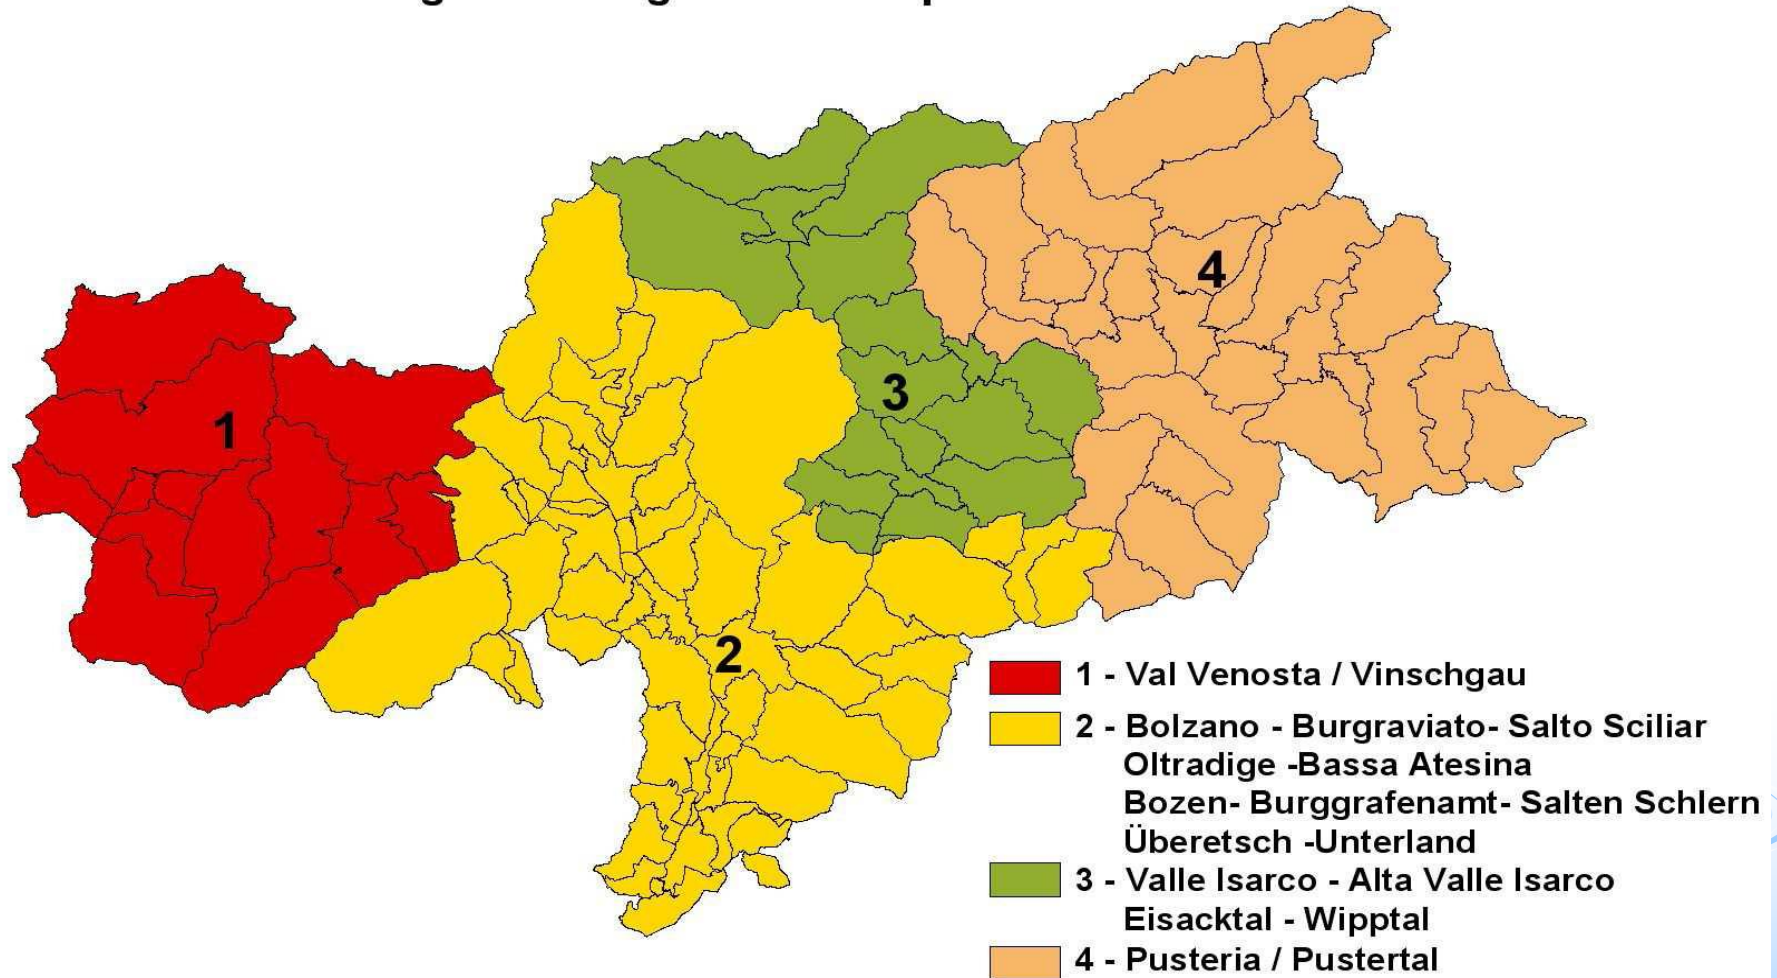 4
3
1
2
1 - Val Venosta / Vinschgau
2 - Bolzano - Burgraviato- Salto Sciliar
Oltradige -Bassa Atesina
Bozen- Burggrafenamt- Salten Schlern
Überetsch -Unterland
3 - Valle Isarco - Alta Valle Isarco
Eisacktal - Wipptal
4 - Pusteria / Pustertal